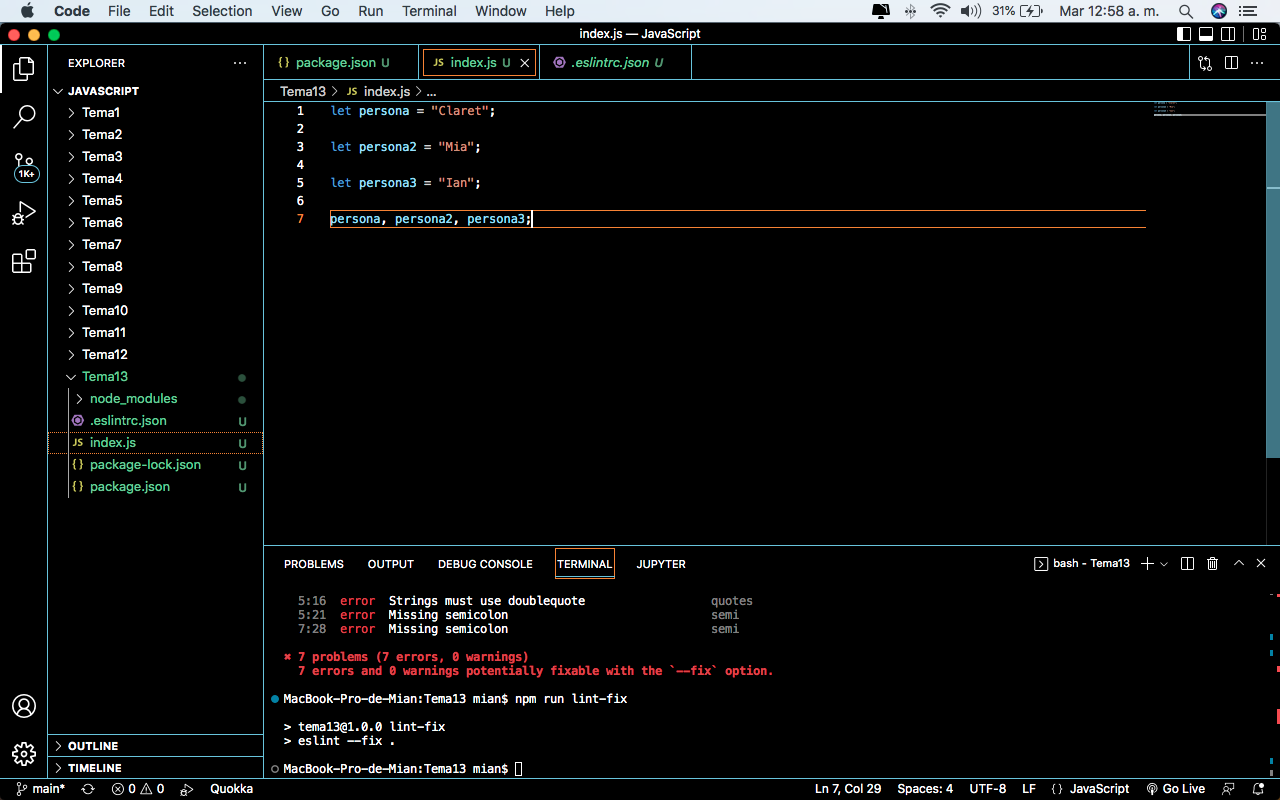 Code File Edit Selection View Go Run Terminal Window Help 31% Mar 12:58 a. m.
index.js — JavaScript
EXPLORER
JAVASCRIPT
Tema1
Tema2
Tema3
Tema4
Tema5
Tema6
Tema7
Tema8
Tema9
Tema10
Tema11
Tema12
Tema13
node_modules
.eslintrc.json U
JS index.js U
{} package-lock.json U
{} package.json U
OUTLINE
TIMELINE
1K+
{} package.json U JS index.js U .eslintrc.json U
Tema13 > JS index.js > ...
1 let persona = "Claret";
2
3 let persona2 = "Mia";
4
5 let persona3 = "Ian";
6
7 persona, persona2, persona3;
PROBLEMS OUTPUT DEBUG CONSOLE TERMINAL JUPYTER bash - Tema13
5:16 error Strings must use doublequote quotes
5:21 error Missing semicolon semi
7:28 error Missing semicolon semi
✖ 7 problems (7 errors, 0 warnings)
7 errors and 0 warnings potentially fixable with the `--fix` option.
MacBook-Pro-de-Mian:Tema13 mian$ npm run lint-fix
> tema13@1.0.0 lint-fix
> eslint --fix .
MacBook-Pro-de-Mian:Tema13 mian$
main* 0 0 Quokka Ln 7, Col 29 Spaces: 4 UTF-8 LF {} JavaScript Go Live